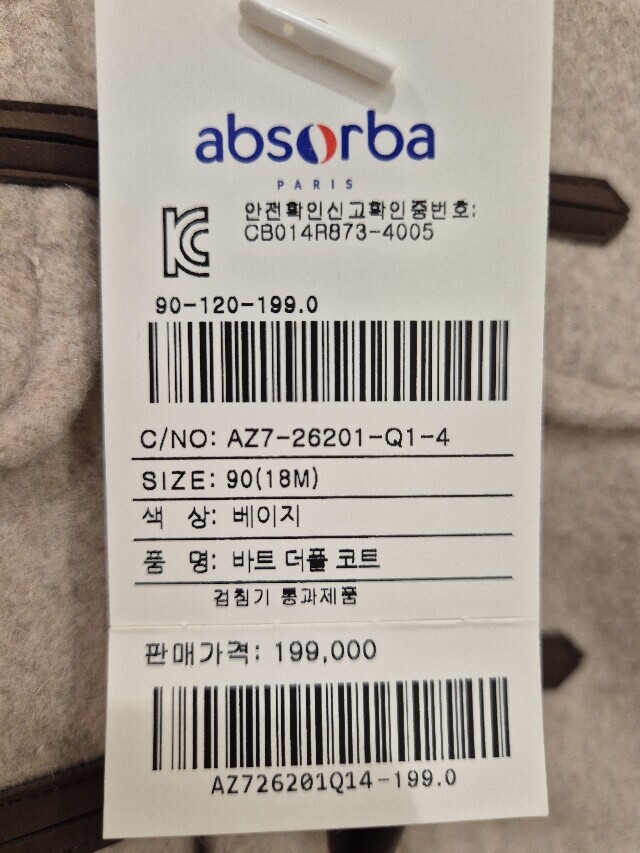 absorba
PARIS
안전확인신고확인증번호:
CB014R873-4005
90-120-199.0
C/NO: AZ7-26201-Q1-4
SIZE: 90(18M)
색 상: 베이지
품 명: 바트 더플 코트
검침기 통과제품
판매가격: 199,000
AZ726201Q14-199.0